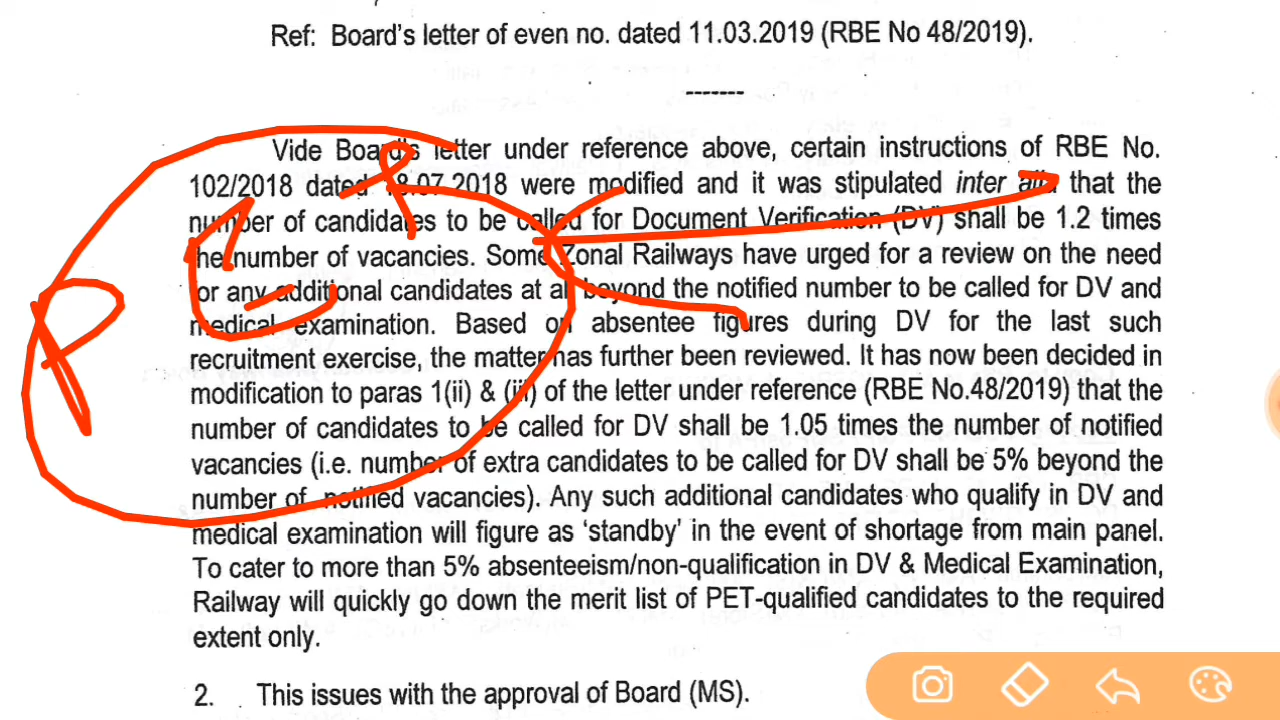 Ref: Board's letter of even no. dated 11.03.2019 (RBE No 48/2019).
-------
Vide Board's letter under reference above, certain instructions of RBE No.
102/2018 dated 18.07.2018 were modified and it was stipulated inter alia that the
number of candidates to be called for Document Verification (DV) shall be 1.2 times
the number of vacancies. Some Zonal Railways have urged for a review on the need
for any additional candidates at all beyond the notified number to be called for DV and
medical examination. Based on absentee figures during DV for the last such
recruitment exercise, the matter has further been reviewed. It has now been decided in
modification to paras 1(ii) & (iii) of the letter under reference (RBE No.48/2019) that the
number of candidates to be called for DV shall be 1.05 times the number of notified
vacancies (i.e. number of extra candidates to be called for DV shall be 5% beyond the
number of notified vacancies). Any such additional candidates who qualify in DV and
medical examination will figure as 'standby' in the event of shortage from main panel.
To cater to more than 5% absenteeism/non-qualification in DV & Medical Examination,
Railway will quickly go down the merit list of PET-qualified candidates to the required
extent only.
2. This issues with the approval of Board (MS).